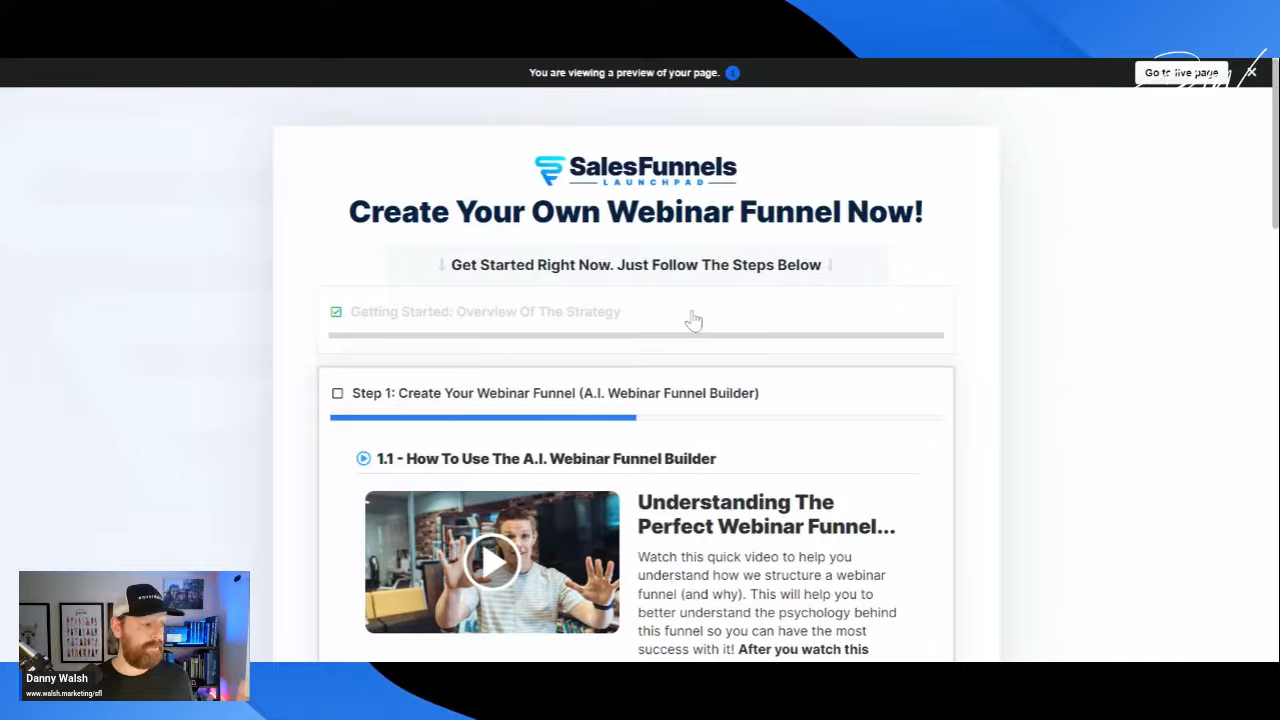 You are viewing a preview of your page.
Go to live page
SalesFunnels
LAUNCHPAD
Create Your Own Webinar Funnel Now!
Get Started Right Now. Just Follow The Steps Below
Getting Started: Overview Of The Strategy
Step 1: Create Your Webinar Funnel (A.I. Webinar Funnel Builder)
1.1 - How To Use The A.I. Webinar Funnel Builder
Understanding The
Perfect Webinar Funnel...
Watch this quick video to help you
understand how we structure a webinar
funnel (and why). This will help you to
better understand the psychology behind
this funnel so you can have the most
success with it! After you watch this
Danny Walsh
www.walsh.marketing/sfl